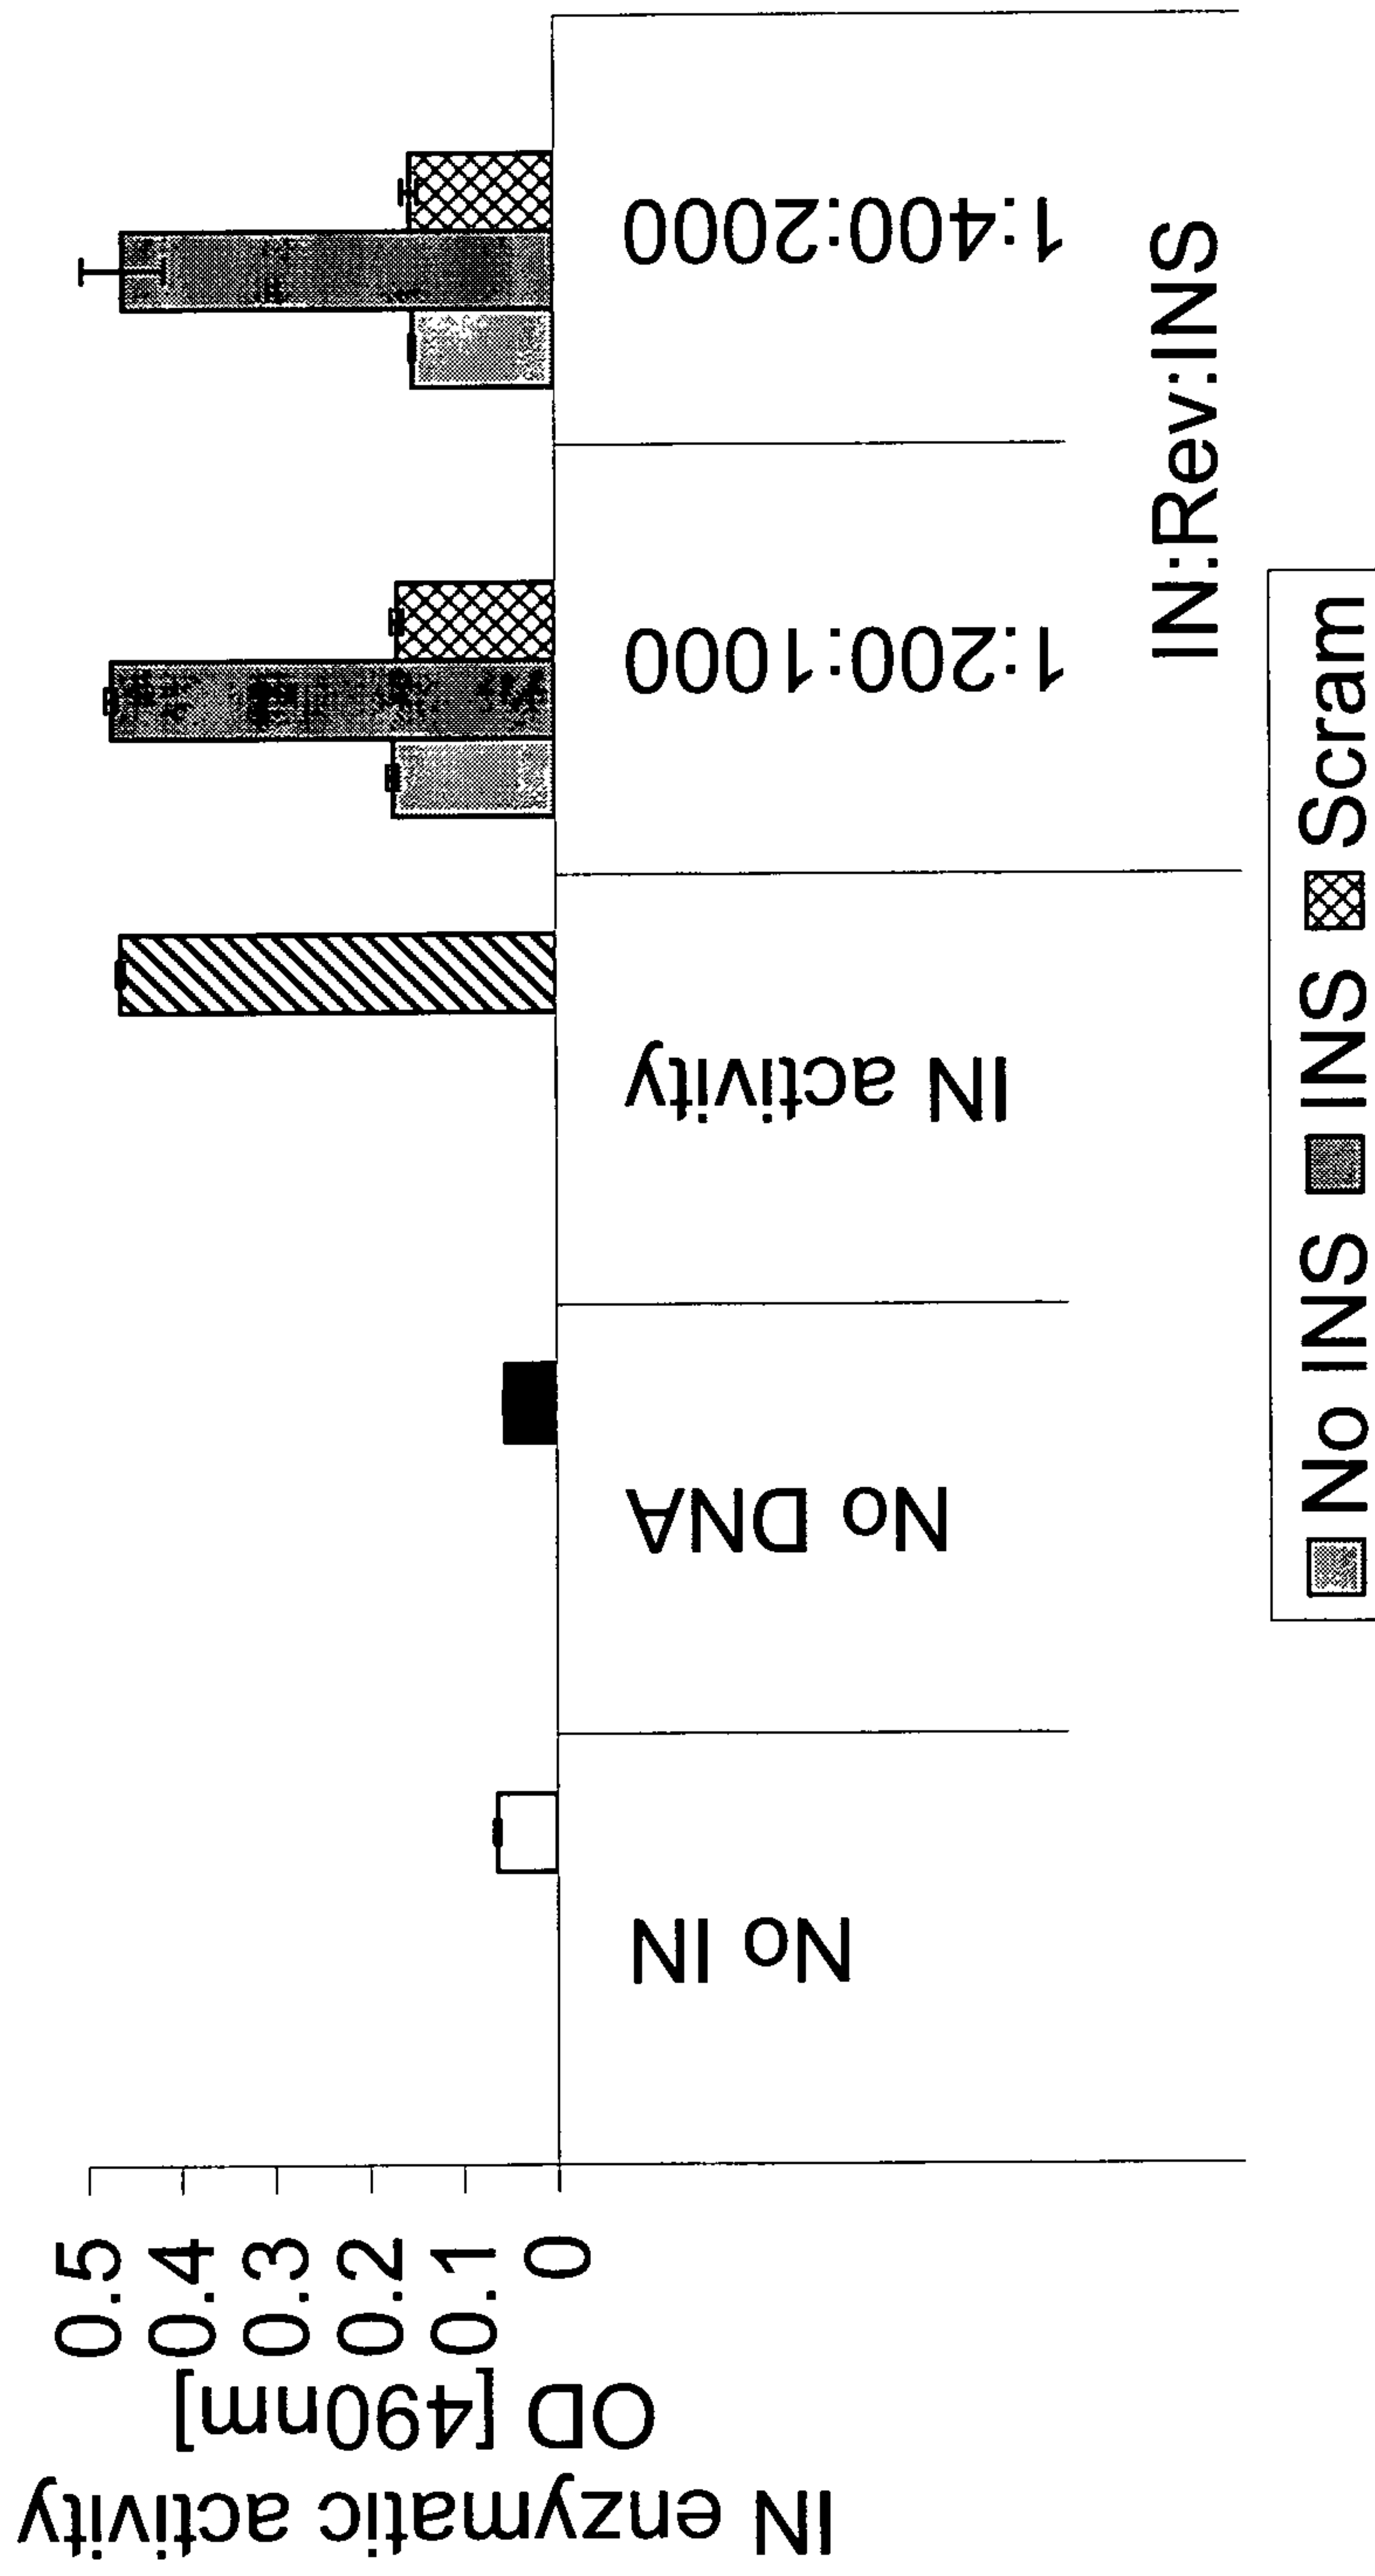 IN enzymatic activity
OD [490nm]
0.5
0.4
0.3
0.2
0.1
0
No IN
No DNA
IN activity
1:200:1000
1:400:2000
IN:Rev:INS
No INS INS Scram